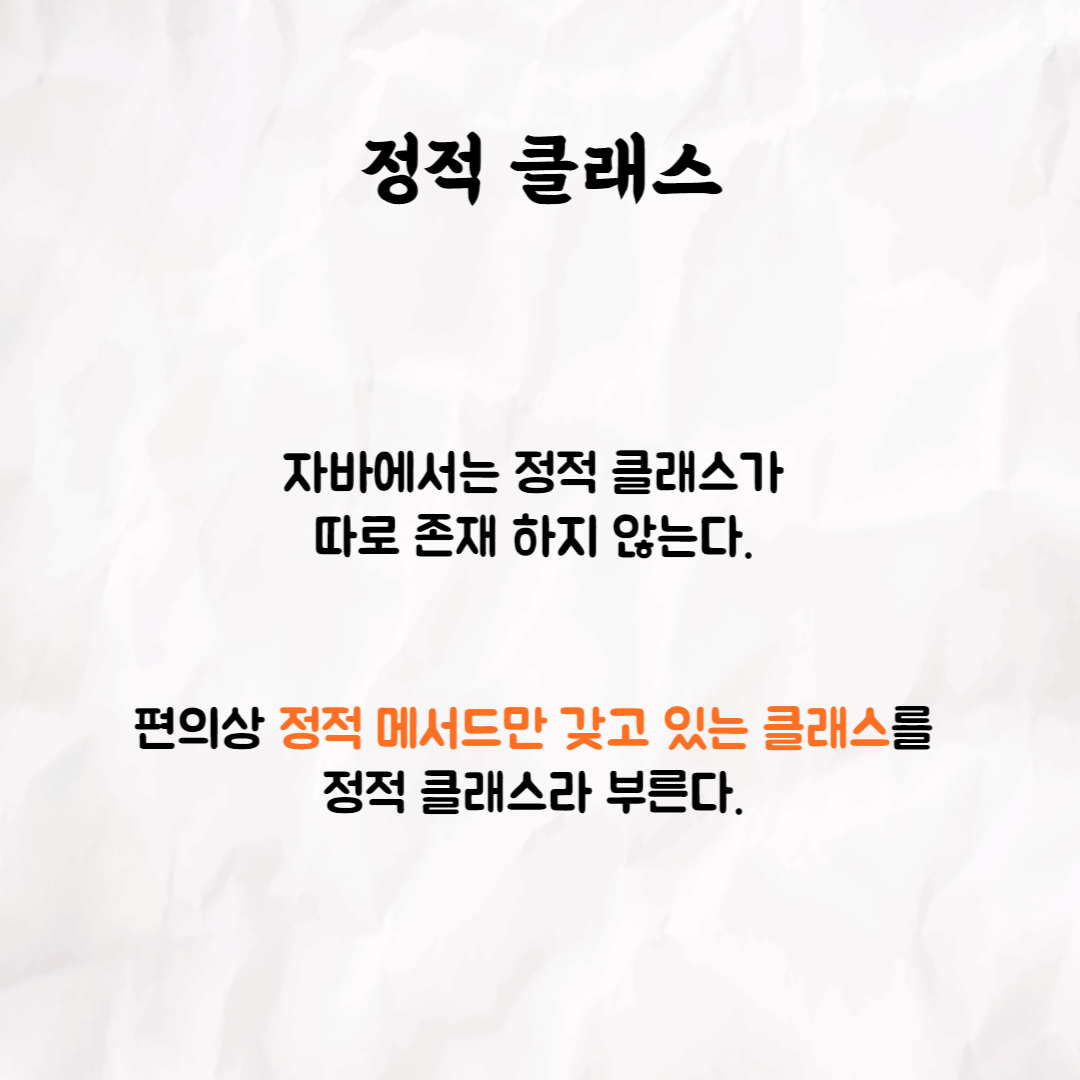 정적 클래스
자바에서는 정적 클래스가
따로 존재 하지 않는다.
편의상 정적 메서드만 갖고 있는 클래스를
정적 클래스라 부른다.